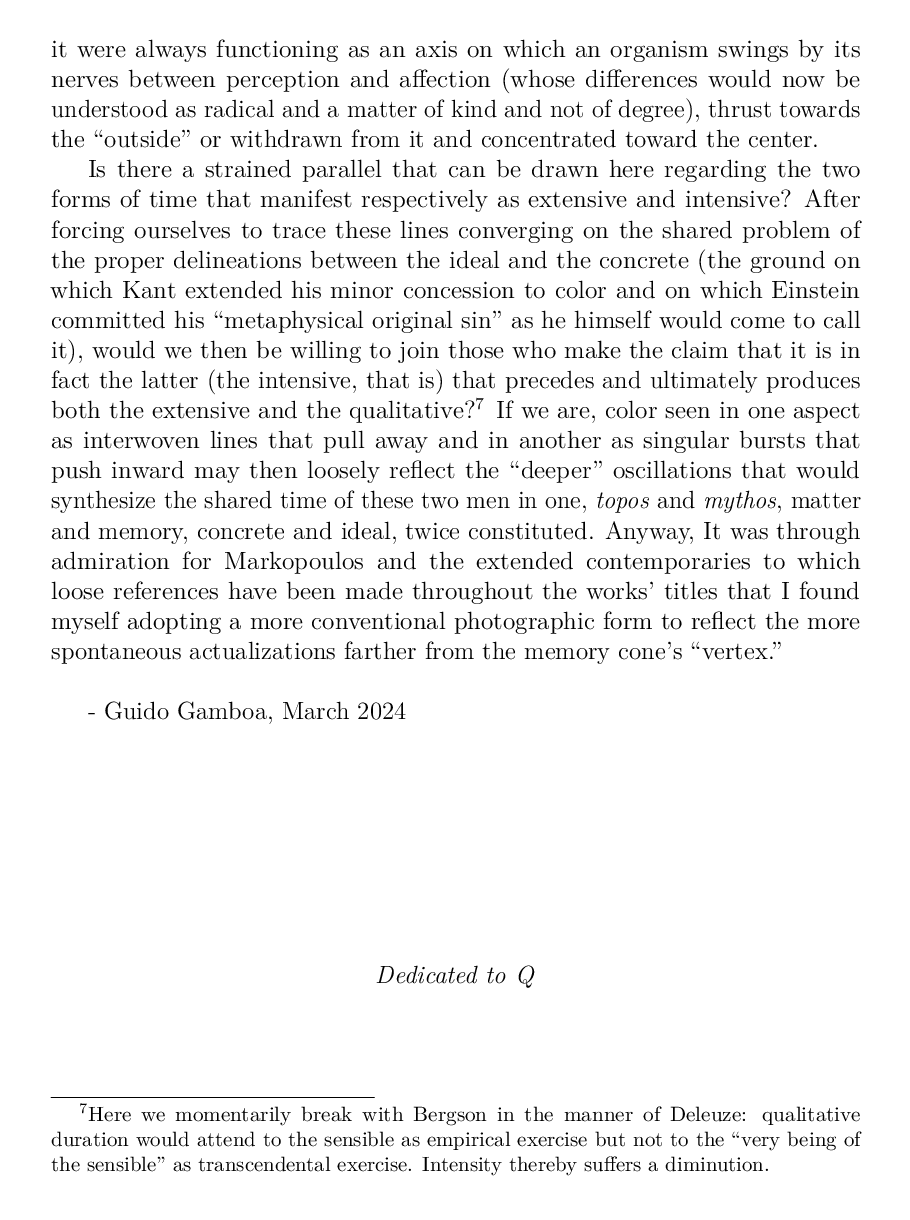 it were always functioning as an axis on which an organism swings by its
nerves between perception and affection (whose differences would now be
understood as radical and a matter of kind and not of degree), thrust towards
the “outside” or withdrawn from it and concentrated toward the center.
Is there a strained parallel that can be drawn here regarding the two
forms of time that manifest respectively as extensive and intensive? After
forcing ourselves to trace these lines converging on the shared problem of
the proper delineations between the ideal and the concrete (the ground on
which Kant extended his minor concession to color and on which Einstein
committed his “metaphysical original sin” as he himself would come to call
it), would we then be willing to join those who make the claim that it is in
fact the latter (the intensive, that is) that precedes and ultimately produces
both the extensive and the qualitative?⁷ If we are, color seen in one aspect
as interwoven lines that pull away and in another as singular bursts that
push inward may then loosely reflect the “deeper” oscillations that would
synthesize the shared time of these two men in one, topos and mythos, matter
and memory, concrete and ideal, twice constituted. Anyway, It was through
admiration for Markopoulos and the extended contemporaries to which
loose references have been made throughout the works’ titles that I found
myself adopting a more conventional photographic form to reflect the more
spontaneous actualizations farther from the memory cone’s “vertex.”
- Guido Gamboa, March 2024
Dedicated to Q
⁷Here we momentarily break with Bergson in the manner of Deleuze: qualitative
duration would attend to the sensible as empirical exercise but not to the “very being of
the sensible” as transcendental exercise. Intensity thereby suffers a diminution.